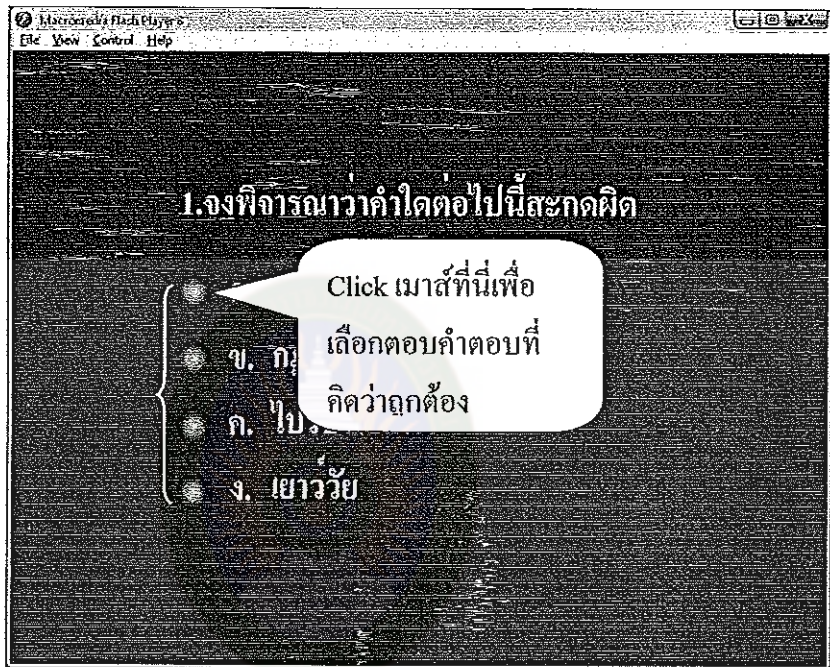 Macromedia Flash Player 6
File View Control Help
1.จงพิจารณาว่าคำใดต่อไปนี้สะกดผิด
Click เมาส์ที่นี่เพื่อ
เลือกตอบคำตอบที่
คิดว่าถูกต้อง
ข.
ค.
ง. เยาว์วัย